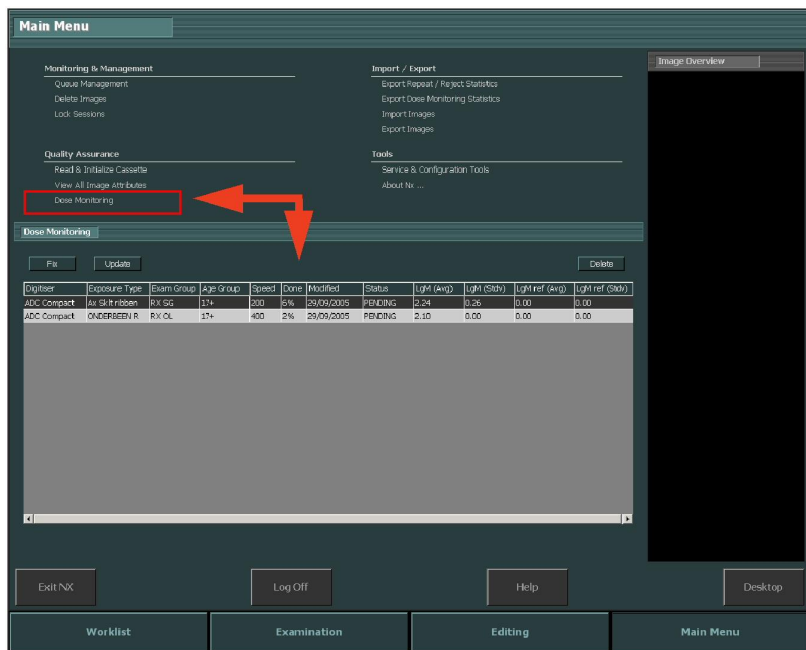 Main Menu
Image Overview
Monitoring & Management
Queue Management
Delete Images
Lock Sessions
Import / Export
Export Repeat / Reject Statistics
Export Dose Monitoring Statistics
Import Images
Export Images
Quality Assurance
Read & Initialize Cassette
View All Image Attributes
Dose Monitoring
Tools
Service & Configuration Tools
About Nx ...
Dose Monitoring
Fix Update Delete
Digitiser Exposure Type Exam Group Age Group Speed Done Modified Status LgM (Avg) LgM (Stdv) LgM ref (Avg) LgM ref (Stdv)
ADC Compact Ax Sklt ribben RX SG 17+ 200 6% 29/09/2005 PENDING 2.24 0.26 0.00 0.00
ADC Compact ONDERBEEN R RX OL 17+ 400 2% 29/09/2005 PENDING 2.10 0.00 0.00 0.00
Exit NX Log Off Help Desktop
Worklist Examination Editing Main Menu